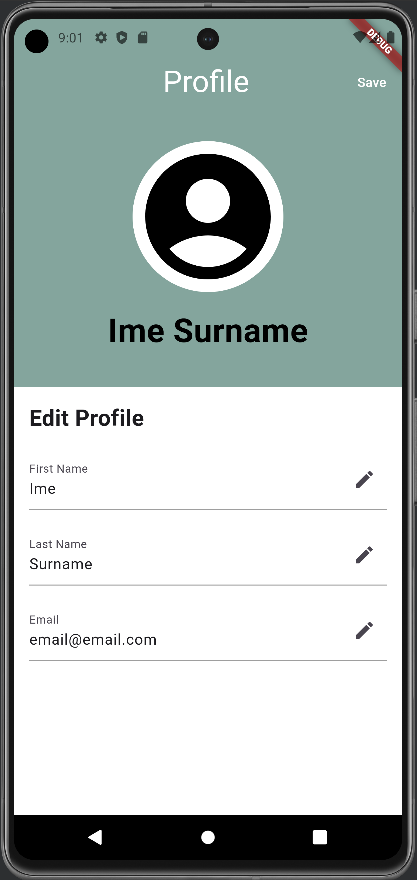 9:01
DEBUG
Profile
Save
Ime Surname
Edit Profile
First Name
Ime
Last Name
Surname
Email
email@email.com